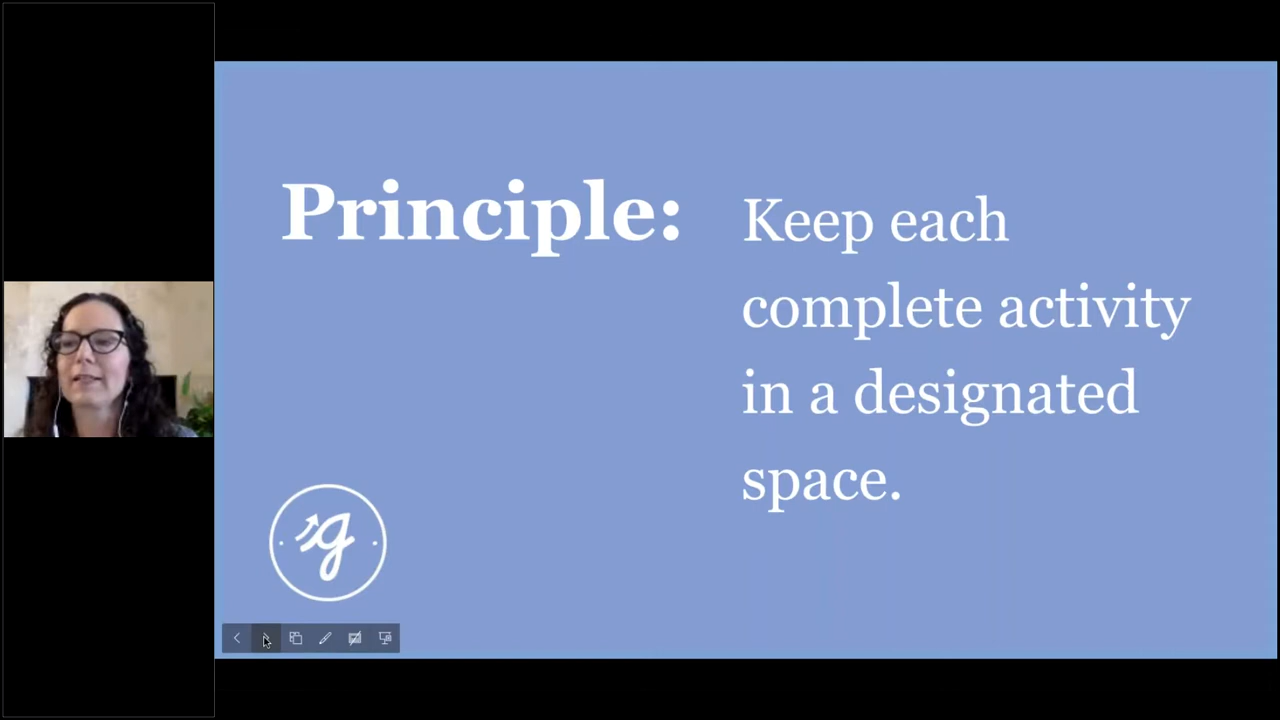 Principle:
Keep each
complete activity
in a designated
space.
g